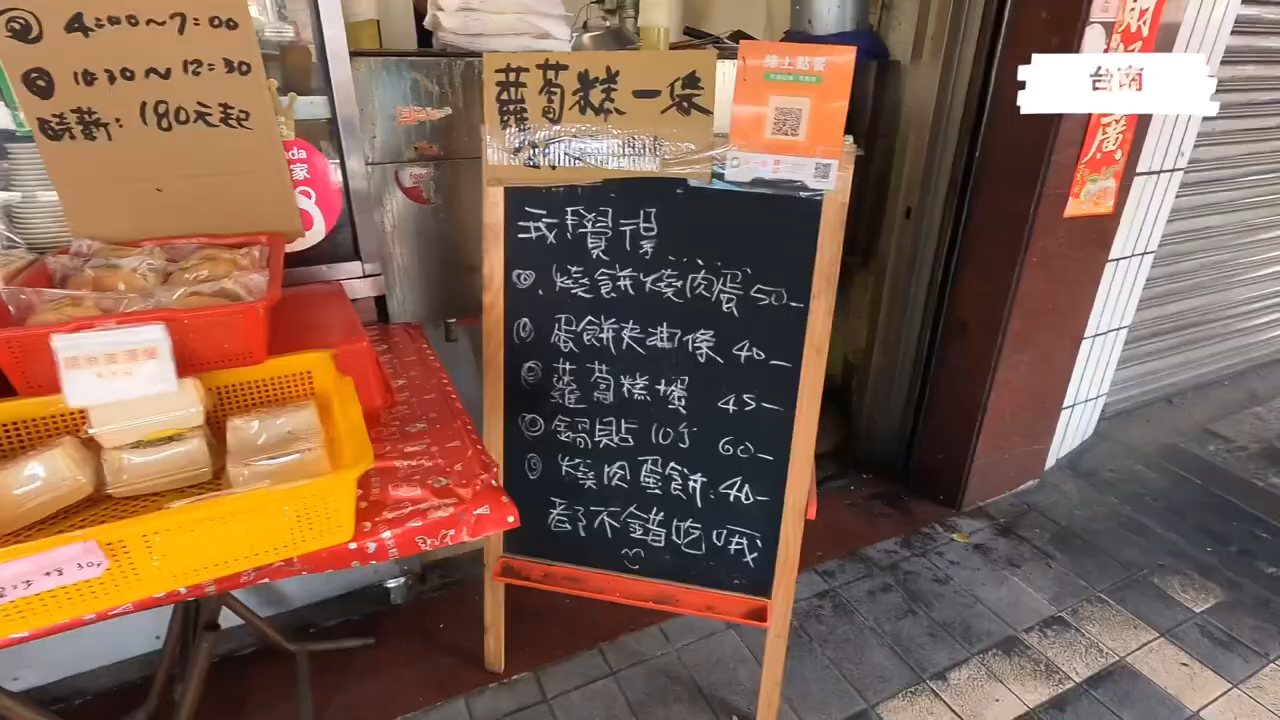 4:00~7:00
10:30~12:30
時薪:180元起
蘿蔔糕一條
線上點餐
台南
我覺得......
燒餅燒肉蛋 50-
蛋餅夾油條 40-
蘿蔔糕蛋 45-
鍋貼10个 60-
燒肉蛋餅. 40-
都不錯吃哦
30元